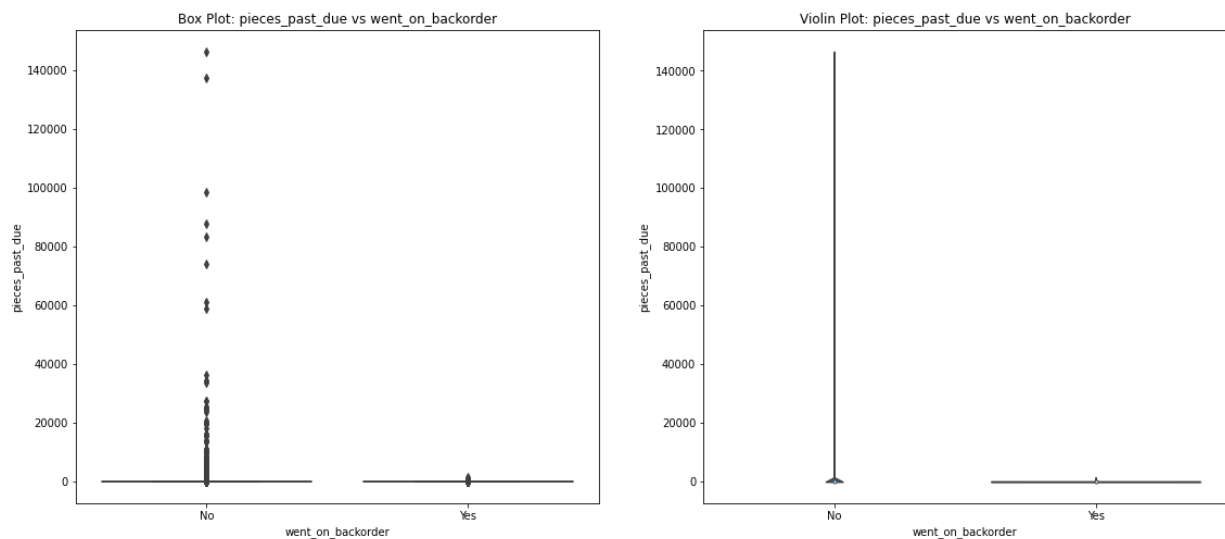 Box Plot: pieces_past_due vs went_on_backorder
140000
120000
100000
80000
60000
40000
20000
0
pieces_past_due
No
Yes
went_on_backorder
Violin Plot: pieces_past_due vs went_on_backorder
140000
120000
100000
80000
60000
40000
20000
0
pieces_past_due
No
Yes
went_on_backorder